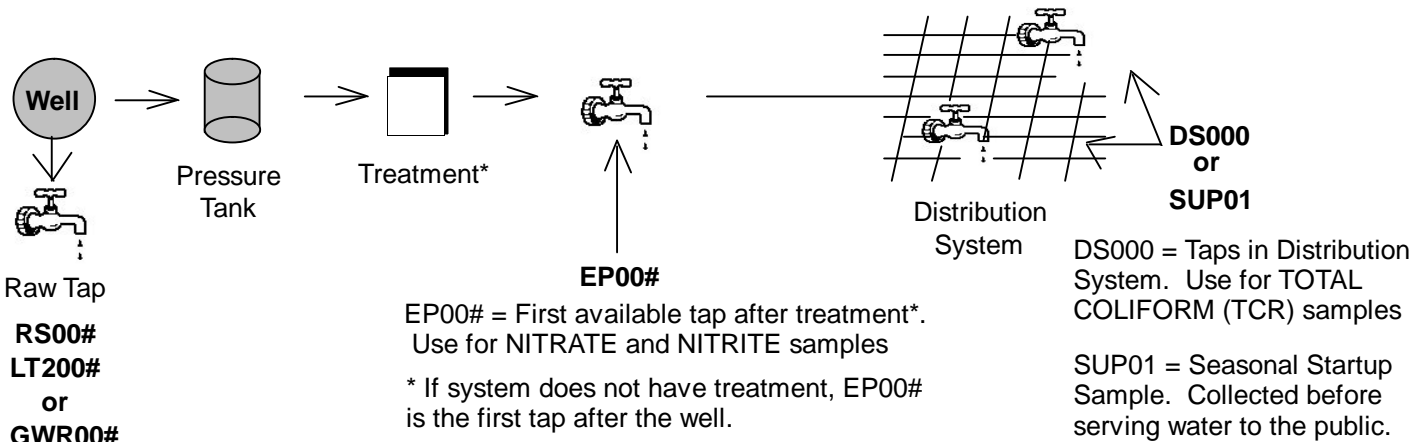 Well
Pressure
Tank
Treatment*
Raw Tap
RS00#
LT200#
or
GWR00#
EP00#
EP00# = First available tap after treatment*.
Use for NITRATE and NITRITE samples
* If system does not have treatment, EP00#
is the first tap after the well.
Distribution
System
DS000
or
SUP01
DS000 = Taps in Distribution
System. Use for TOTAL
COLIFORM (TCR) samples
SUP01 = Seasonal Startup
Sample. Collected before
serving water to the public.